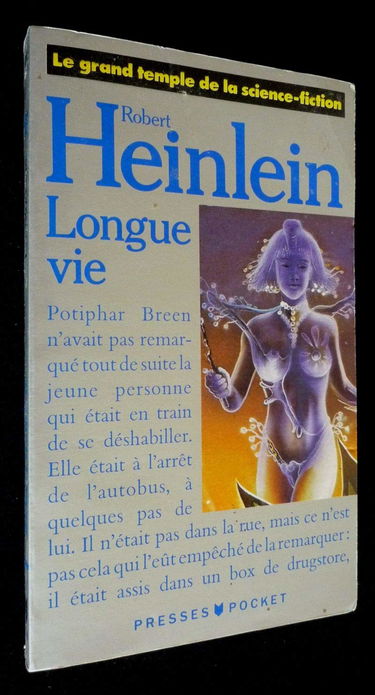 Le grand temple de la science-fiction
Robert
Heinlein
Longue
vie
Potiphar Breen
n'avait pas remar-
qué tout de suite la
jeune personne
qui était en train
de se déshabiller.
Elle était à l'arrêt
de l'autobus, à
quelques pas de
lui. Il n'était pas dans la rue, mais ce n'est
pas cela qui l'eût empêché de la remarquer :
il était assis dans un box de drugstore,
PRESSES POCKET